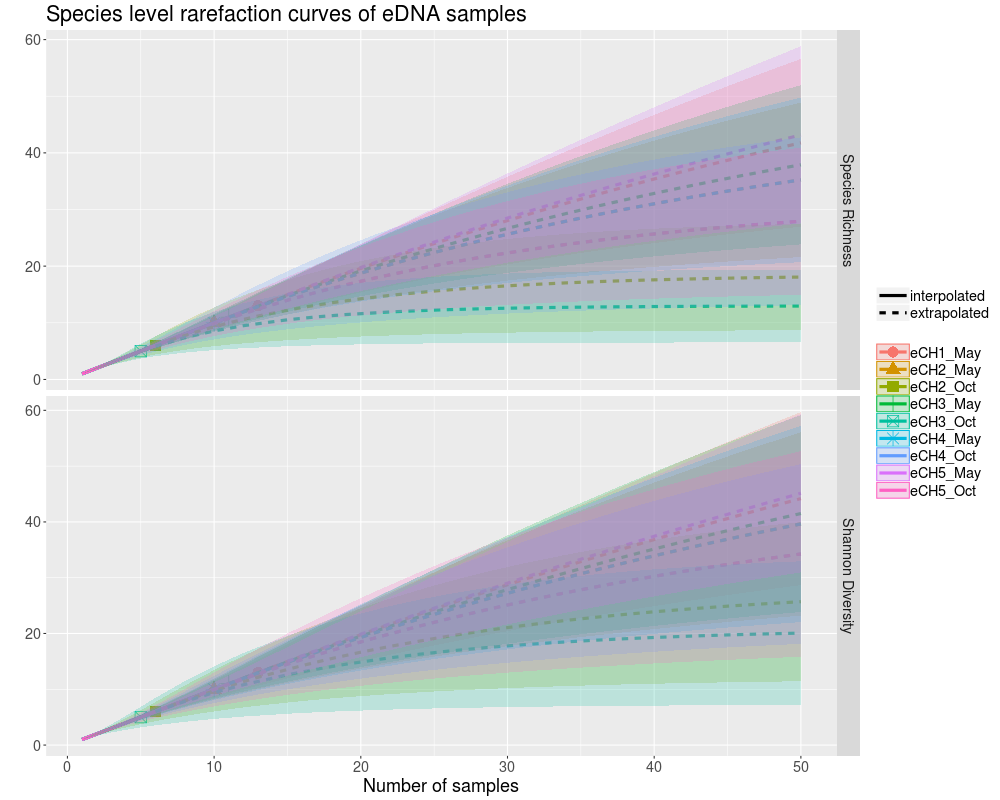 Species level rarefaction curves of eDNA samples
60
40
20
0
Species Richness
60
40
20
0
Shannon Diversity
0 10 20 30 40 50
Number of samples
interpolated
extrapolated
eCH1_May
eCH2_May
eCH2_Oct
eCH3_May
eCH3_Oct
eCH4_May
eCH4_Oct
eCH5_May
eCH5_Oct